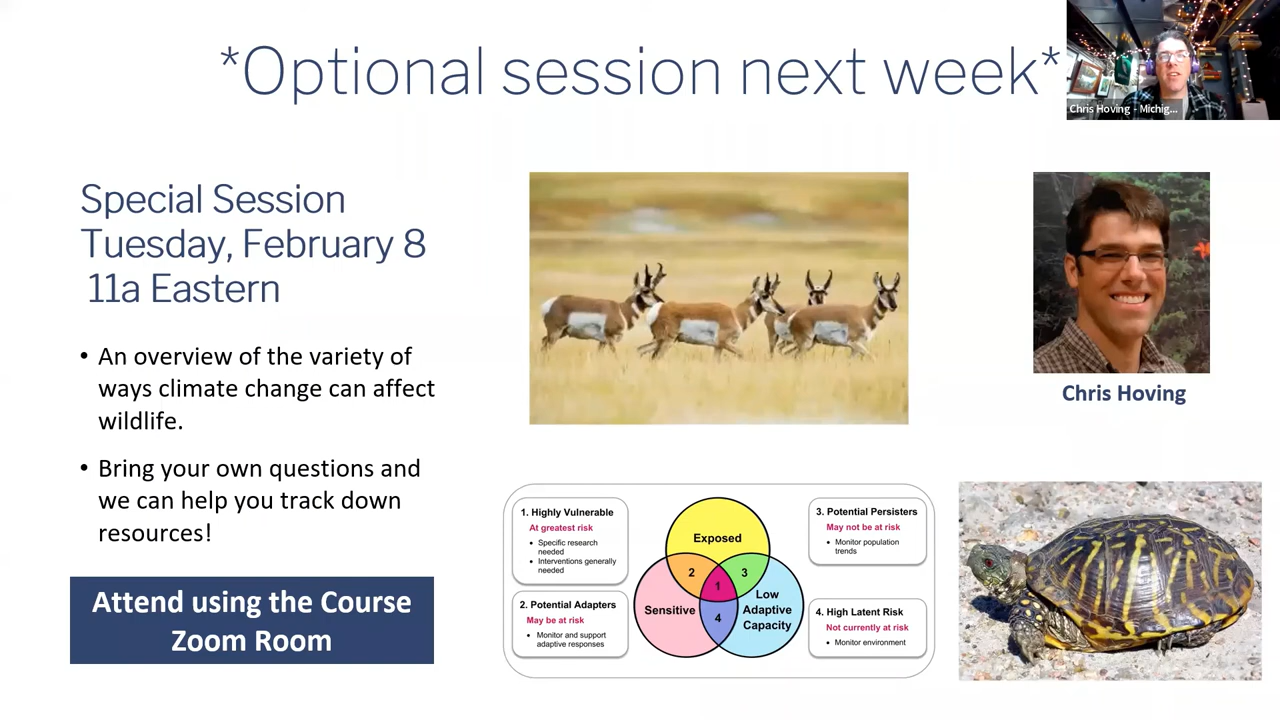 *Optional session next week*
Chris Hoving - Michig...
Special Session
Tuesday, February 8
11a Eastern
• An overview of the variety of
ways climate change can affect
wildlife.
• Bring your own questions and
we can help you track down
resources!
Attend using the Course
Zoom Room
Chris Hoving
1. Highly Vulnerable
At greatest risk
• Specific research
needed
• Interventions generally
needed
2. Potential Adapters
May be at risk
• Monitor and support
adaptive responses
Exposed
2
3
1
Sensitive
4
Low
Adaptive
Capacity
3. Potential Persisters
May not be at risk
• Monitor population
trends
4. High Latent Risk
Not currently at risk
• Monitor environment